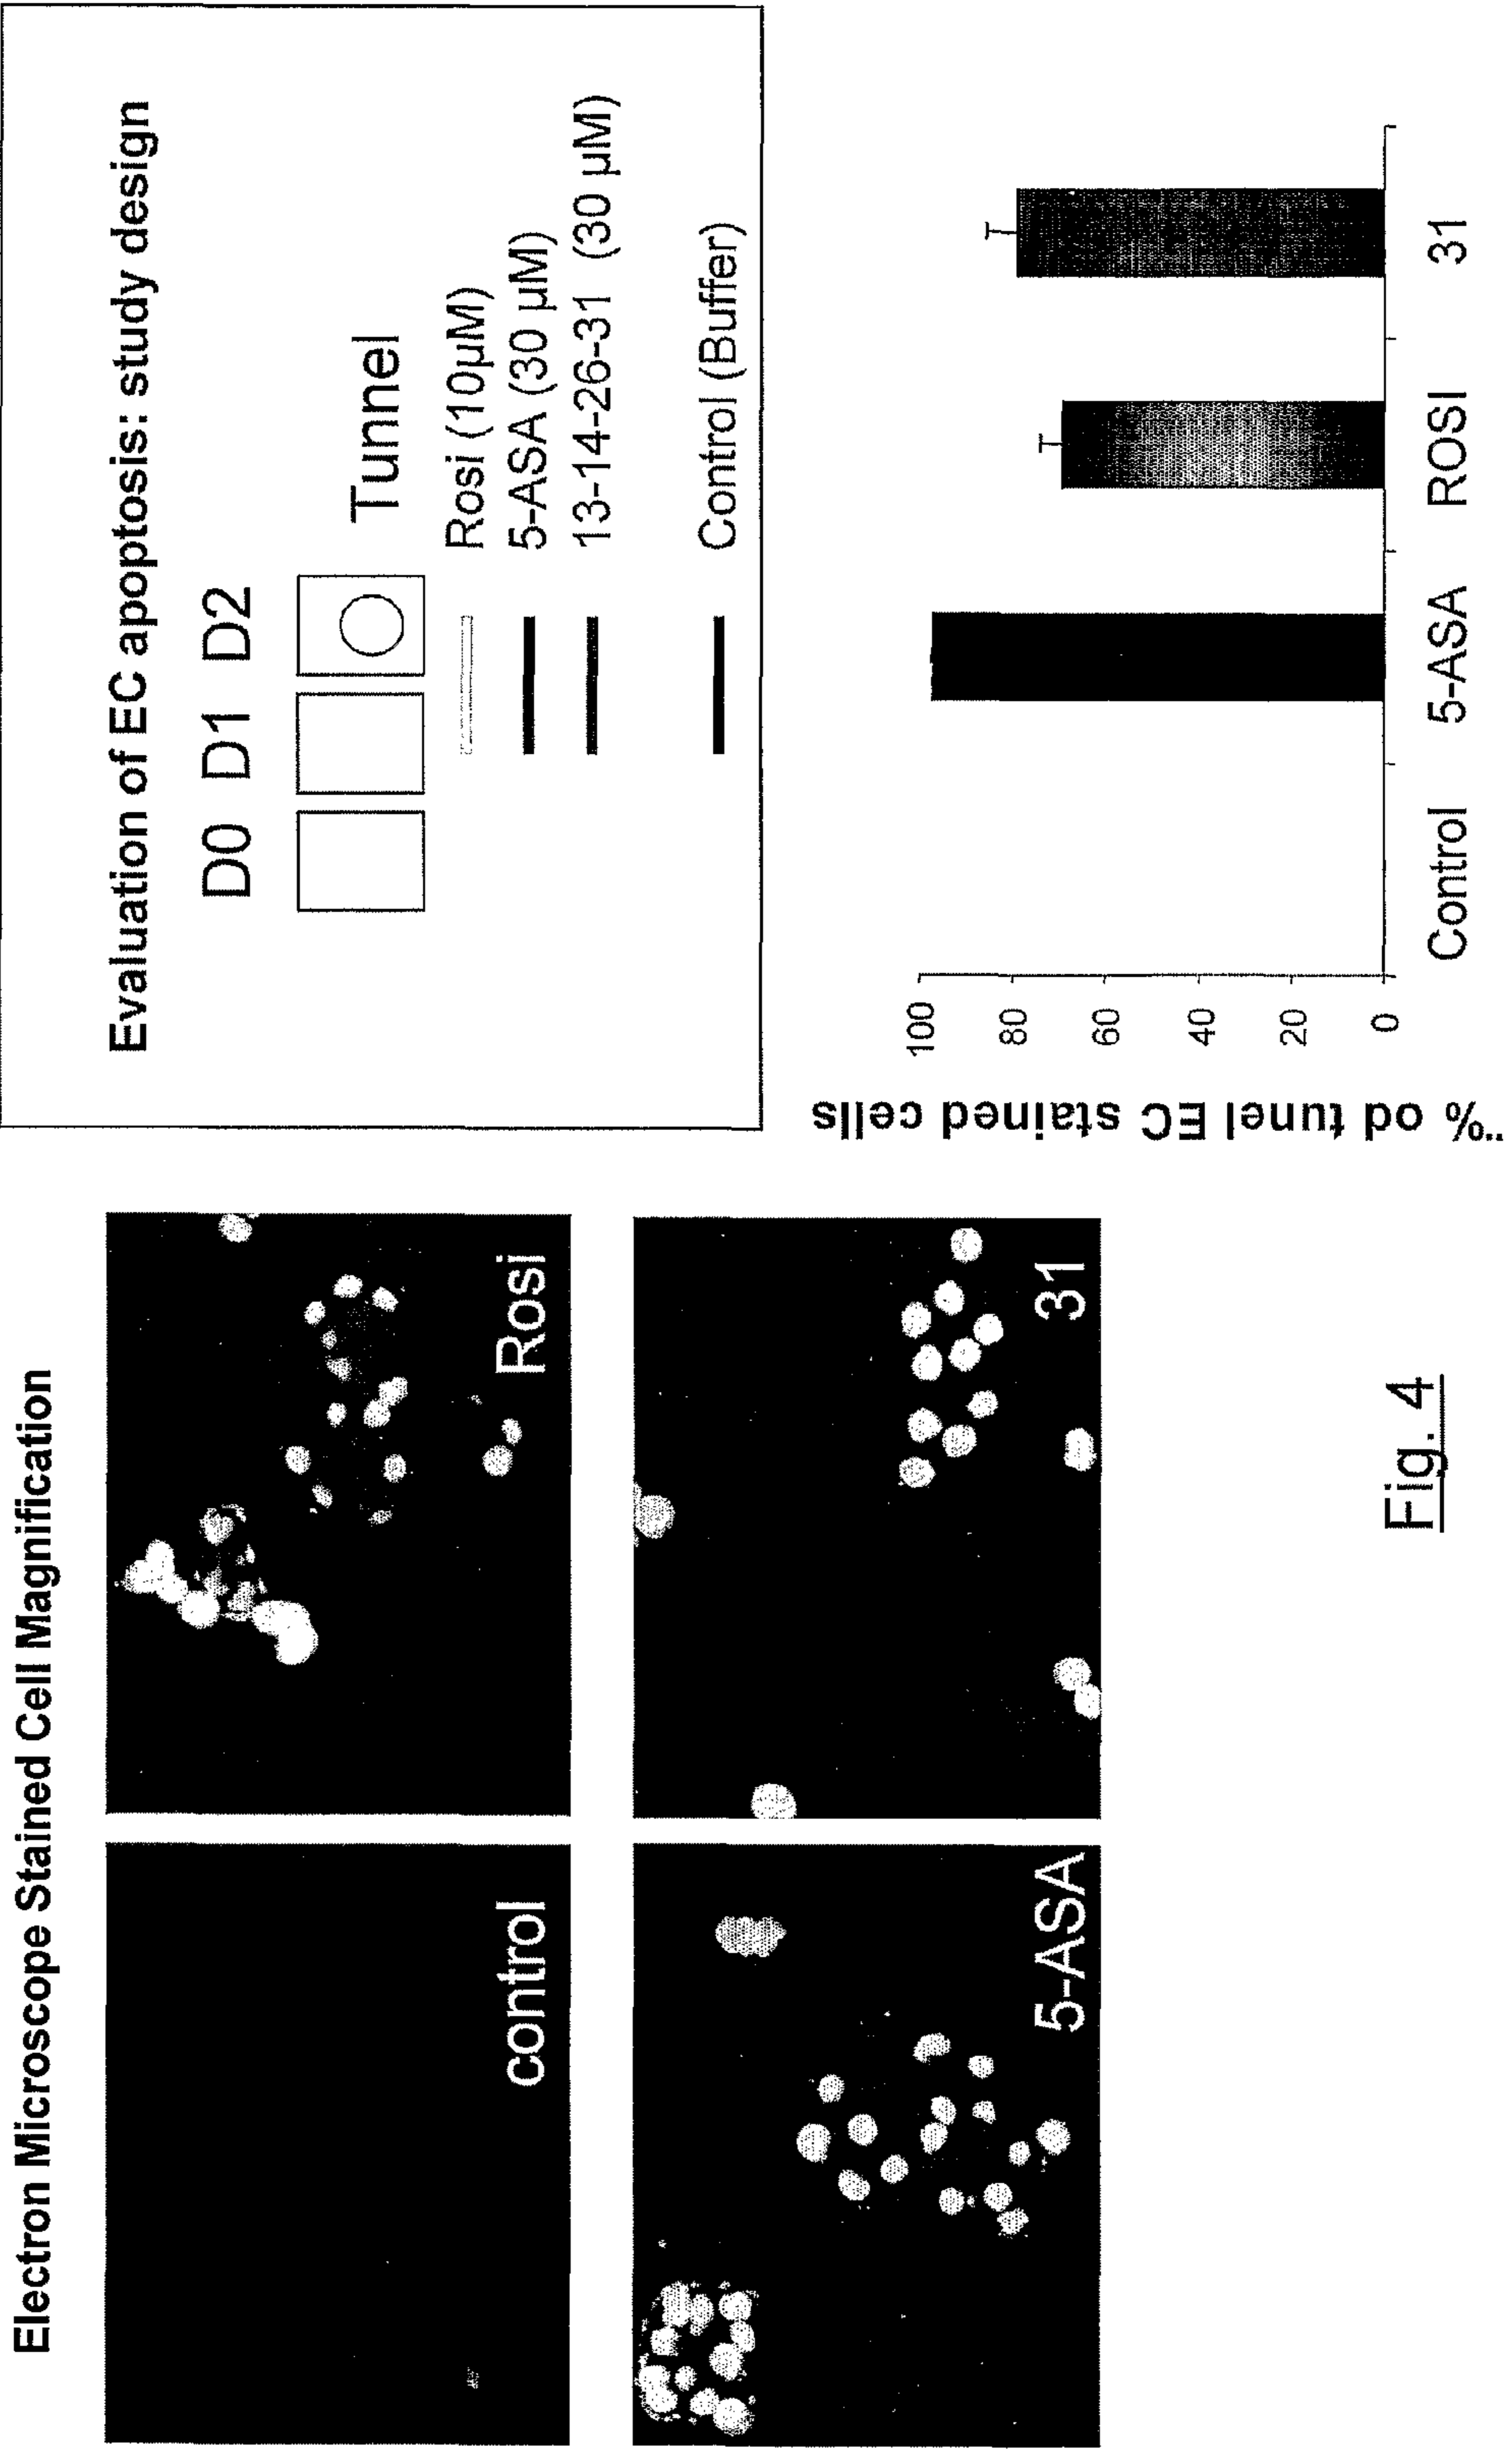 Electron Microscope Stained Cell Magnification
control
Rosi
5-ASA
31
Evaluation of EC apoptosis: study design
D0 D1 D2
Tunnel
Rosi (10µM)
5-ASA (30 µM)
13-14-26-31 (30 µM)
Control (Buffer)
¨% od tunel EC stained cells
100
80
60
40
20
0
Control 5-ASA ROSI 31
Fig. 4